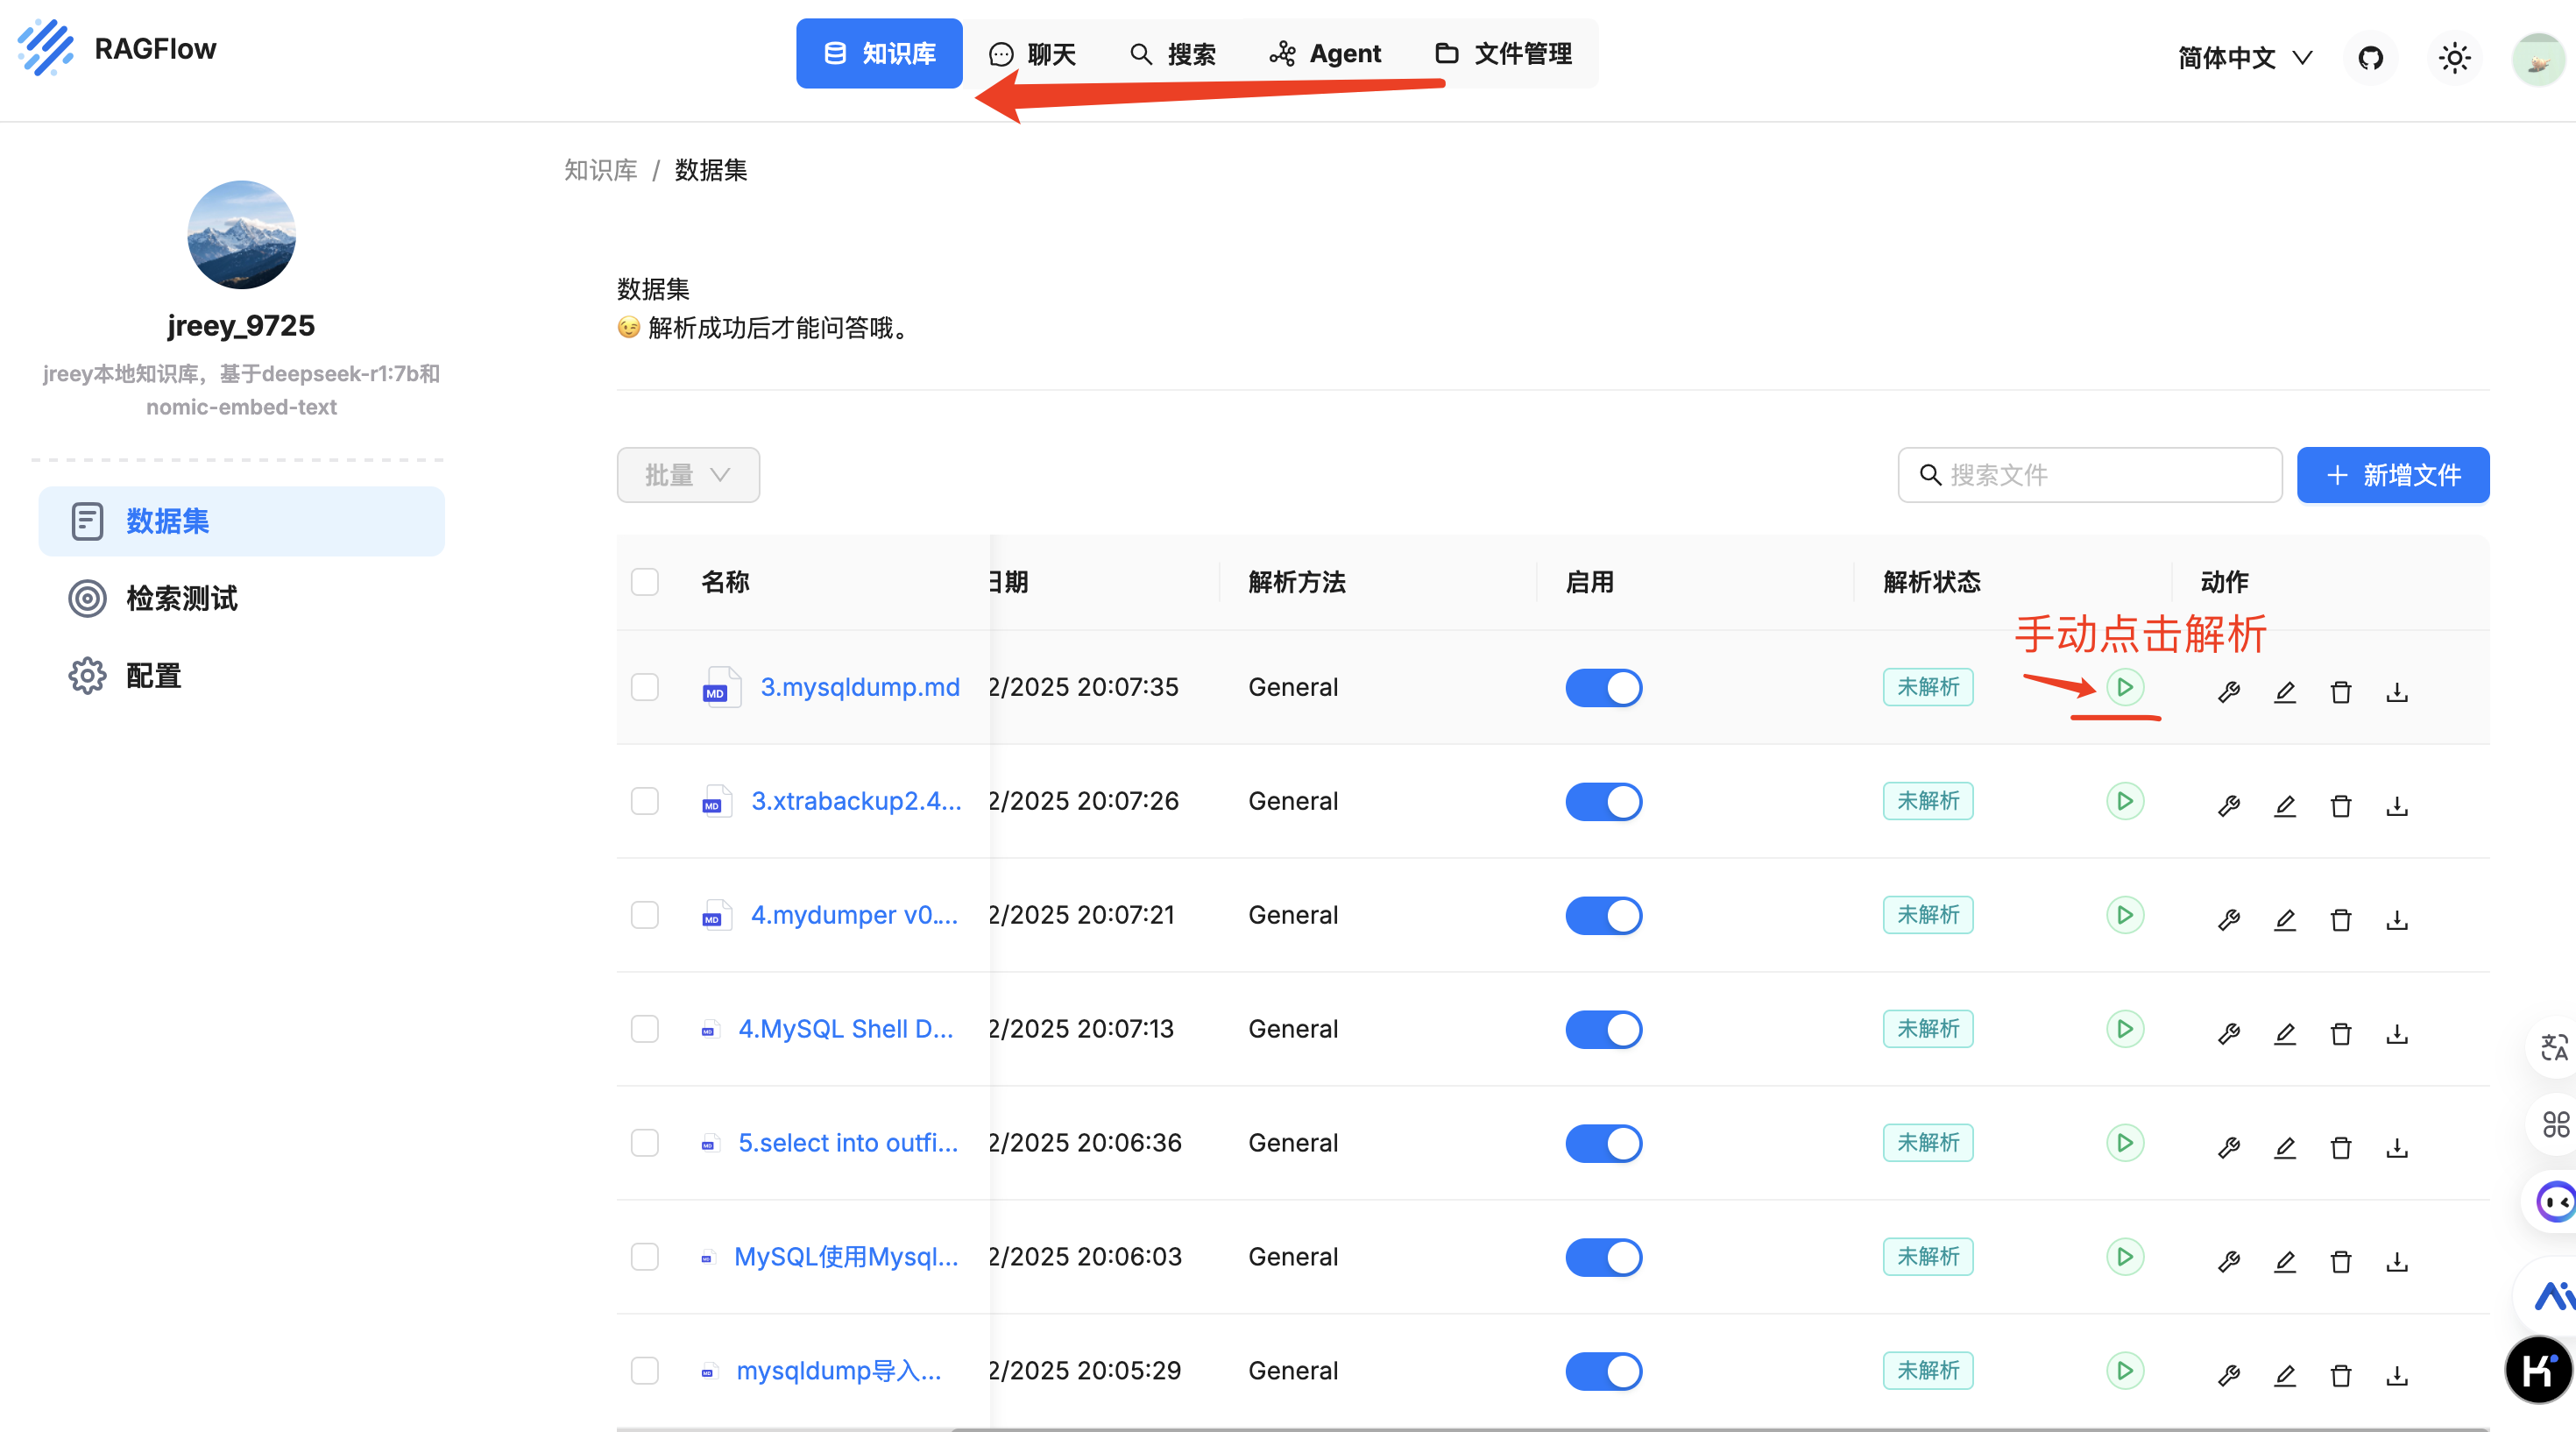 RAGFlow
知识库
聊天
搜索
Agent
文件管理
简体中文
知识库 / 数据集
jreey_9725
jreey本地知识库，基于deepseek-r1:7b和
nomic-embed-text
数据集
检索测试
配置
数据集
😉 解析成功后才能问答哦。
批量
搜索文件
新增文件
名称 日期 解析方法 启用 解析状态 动作
手动点击解析
MD 3.mysqldump.md 2/2025 20:07:35 General 未解析
MD 3.xtrabackup2.4... 2/2025 20:07:26 General 未解析
MD 4.mydumper v0.... 2/2025 20:07:21 General 未解析
MD 4.MySQL Shell D... 2/2025 20:07:13 General 未解析
MD 5.select into outfi... 2/2025 20:06:36 General 未解析
MD MySQL使用Mysql... 2/2025 20:06:03 General 未解析
MD mysqldump导入... 2/2025 20:05:29 General 未解析